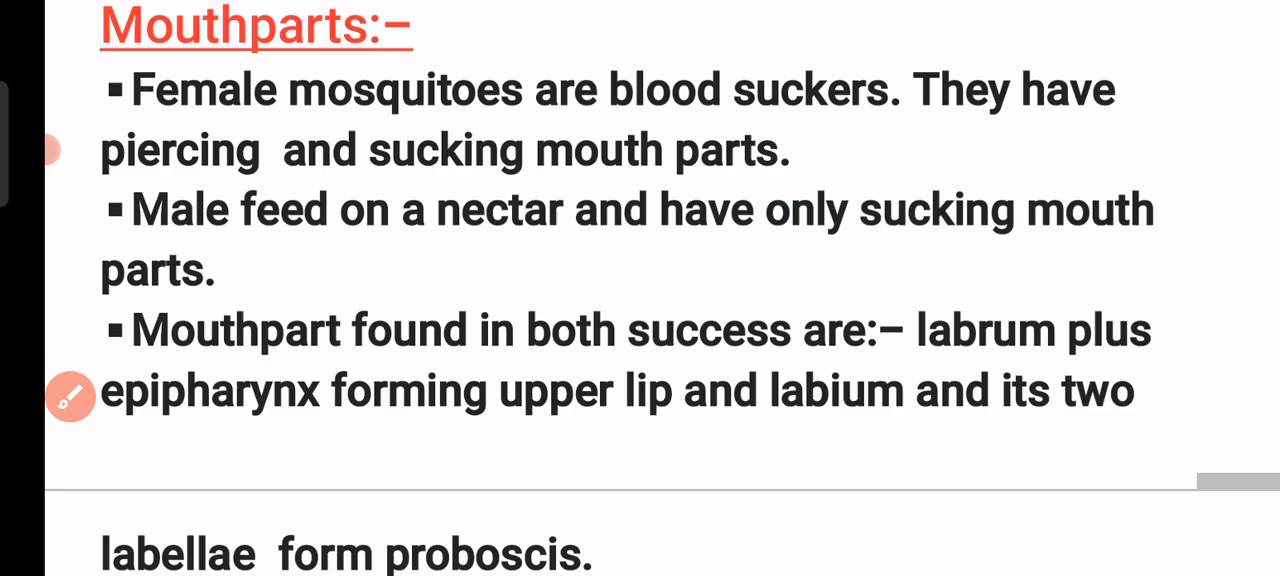 Mouthparts:–
▪Female mosquitoes are blood suckers. They have
piercing  and sucking mouth parts.
▪Male feed on a nectar and have only sucking mouth
parts.
▪Mouthpart found in both success are:– labrum plus
epipharynx forming upper lip and labium and its two
labellae  form proboscis.